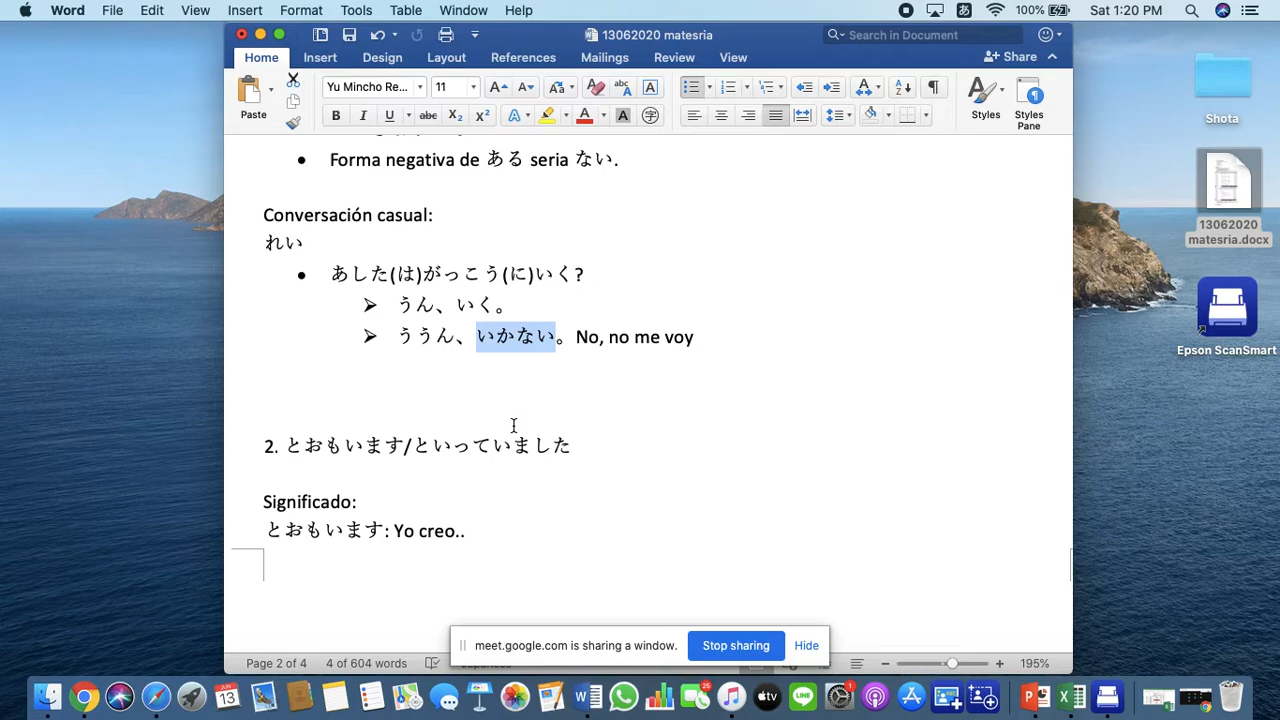 Word File Edit View Insert Format Tools Table Window Help
あ 100% Sat 1:20 PM
13062020 matesria
Search in Document
Home Insert Design Layout References Mailings Review View
Share
Paste
Yu Mincho Re... 11
Styles
Styles Pane
Forma negativa de ある seria ない.
Conversación casual:
れい
あした(は)がっこう(に)いく?
うん、いく。
ううん、いかない。No, no me voy
2. とおもいます/といっていました
Significado:
とおもいます: Yo creo..
meet.google.com is sharing a window. Stop sharing Hide
Page 2 of 4 4 of 604 words 195%
Shota
13062020
matesria.docx
Epson ScanSmart